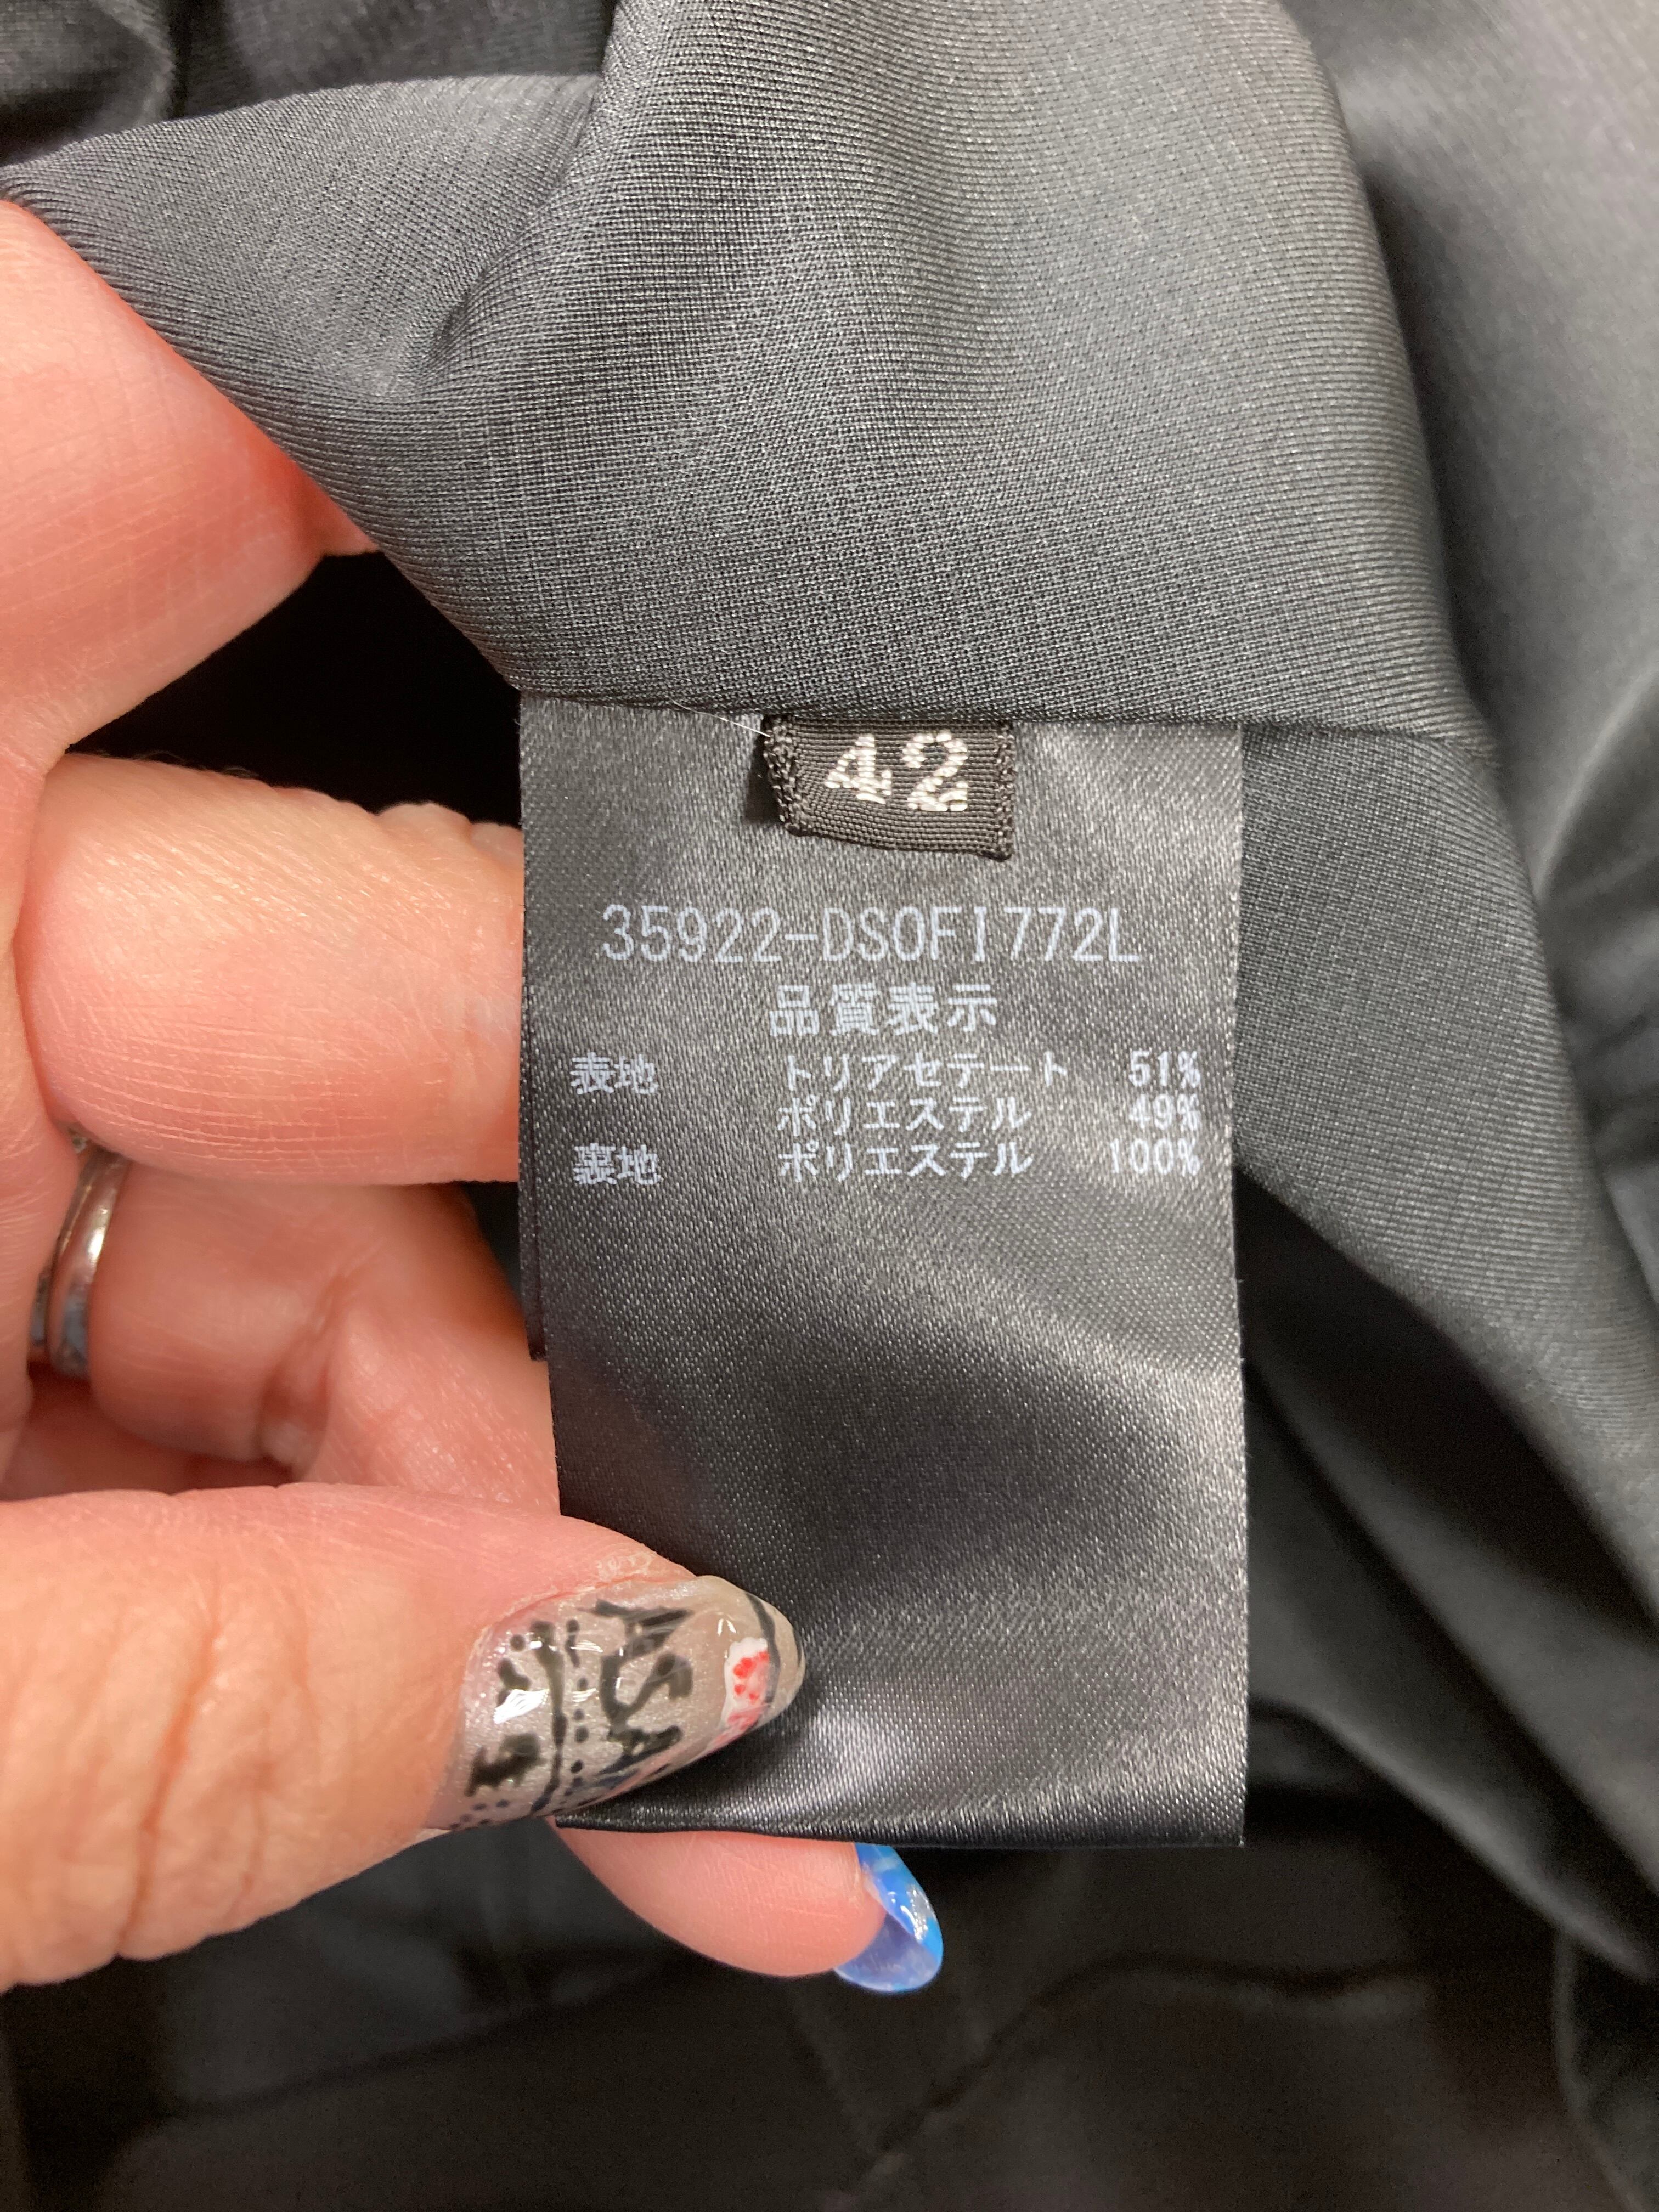 42
35922-DSOFI772L
品質表示
表地 トリアセテート 51%
ポリエステル 49%
裏地 ポリエステル 100%